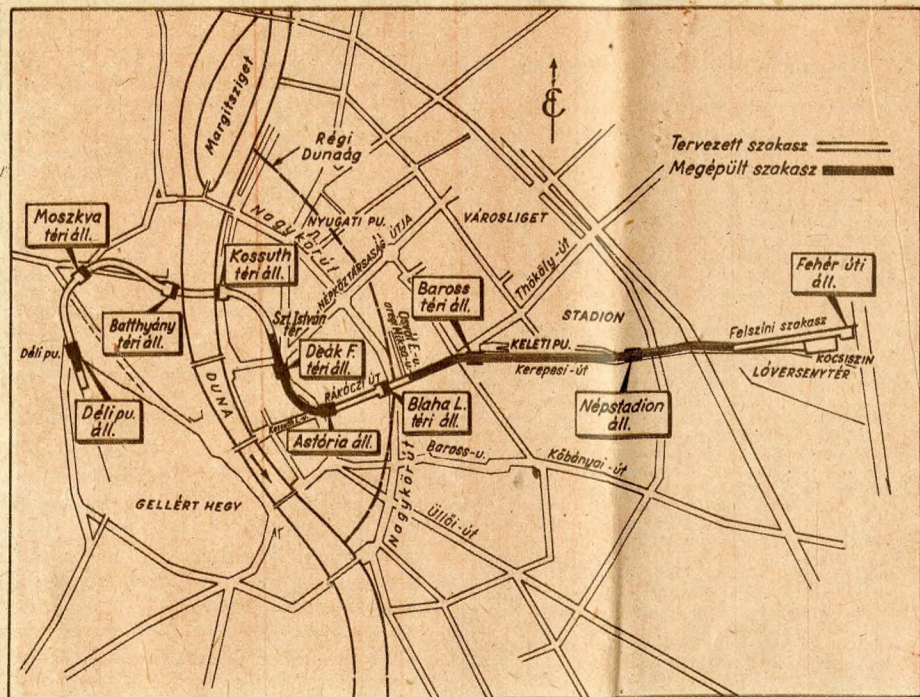 Margitsziget
Régi
Dunaág
Tervezett szakasz
Megépült szakasz
Moszkva
téri áll.
Nagykörút
NYUGATI PU.
VÁROSLIGET
Kossuth
téri áll.
NÉPKÖZTÁRSASÁG ÚTJA
Thököly-út
Fehér úti
áll.
Baross
téri áll.
Batthyány
téri áll.
Szt. István
tér
STADION
Felszini szakasz
Déli pu.
DUNA
Deák F.
téri áll.
RÁKÓCZI ÚT
KELETI PU.
Kerepesi-út
KOCSISZIN
LÓVERSENYTÉR
Déli pu.
áll.
Astória áll.
Blaha L.
téri áll.
Népstadion
áll.
Baross-u.
Kőbányai-út
GELLÉRT HEGY
Nagykörút
Üllői-út